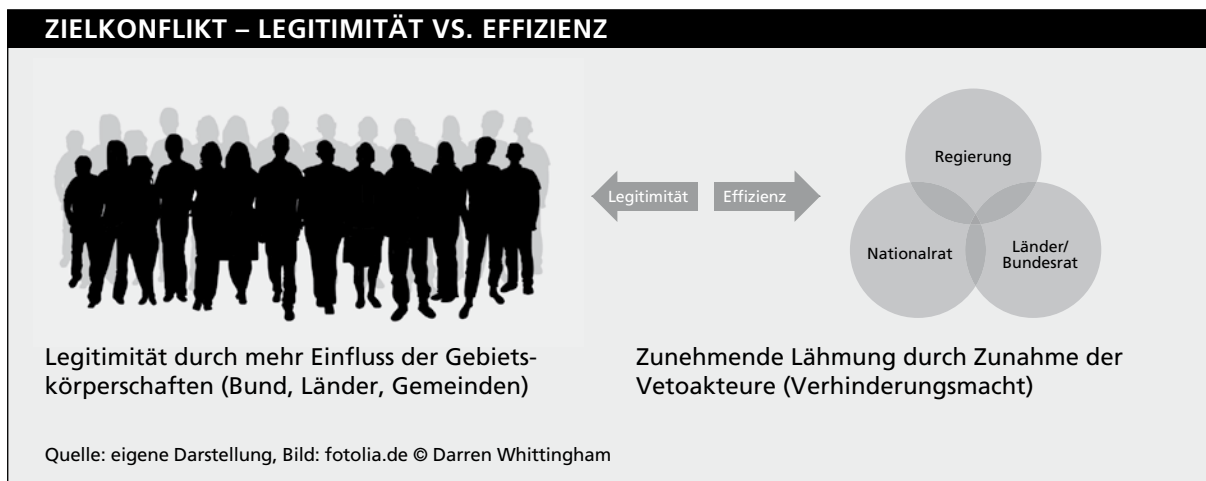 ZIELKONFLIKT – LEGITIMITÄT VS. EFFIZIENZ
Legitimität
Effizienz
Regierung
Nationalrat
Länder/
Bundesrat
Legitimität durch mehr Einfluss der Gebiets-
körperschaften (Bund, Länder, Gemeinden)
Zunehmende Lähmung durch Zunahme der
Vetoakteure (Verhinderungsmacht)
Quelle: eigene Darstellung, Bild: fotolia.de © Darren Whittingham